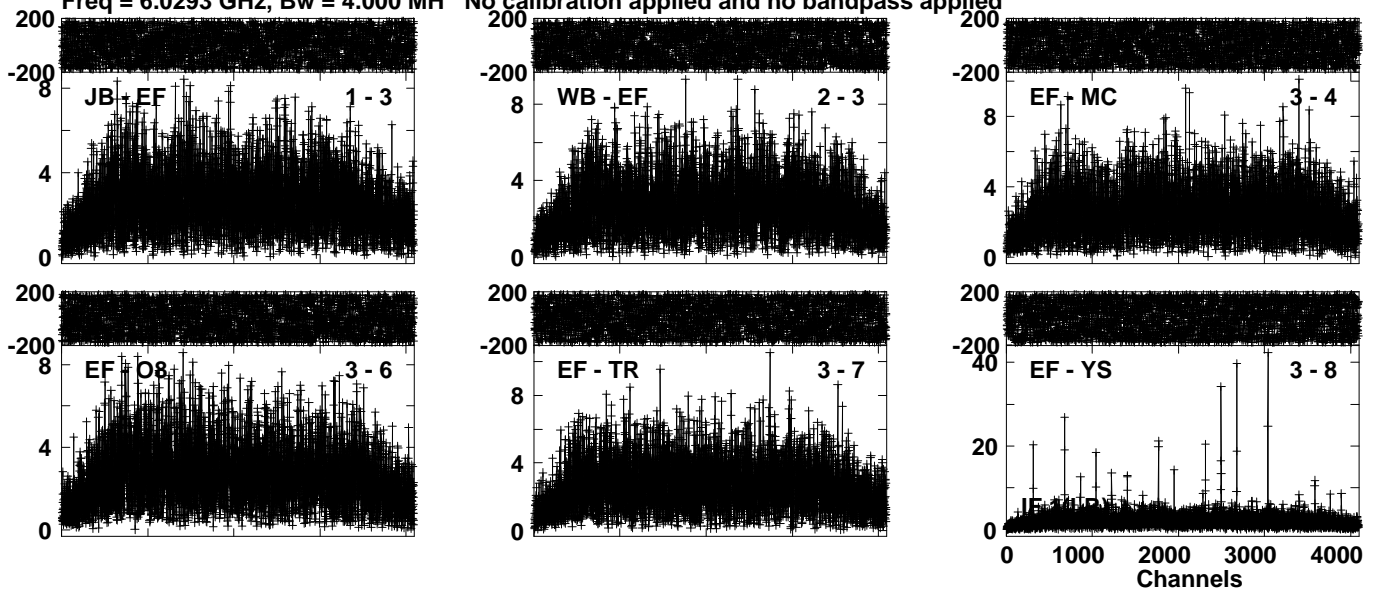 Freq = 6.0293 GHz, Bw = 4.000 MH No calibration applied and no bandpass applied
200 200 200
-200 -200 -200
8 JB - EF 1 - 3 8 WB - EF 2 - 3 8 EF - MC 3 - 4
4 4 4
0 0 0
200 200 200
-200 -200 -200
8 EF - O8 3 - 6 8 EF - TR 3 - 7 40 EF - YS 3 - 8
4 4 20
0 0 0
0 1000 2000 3000 4000
Channels